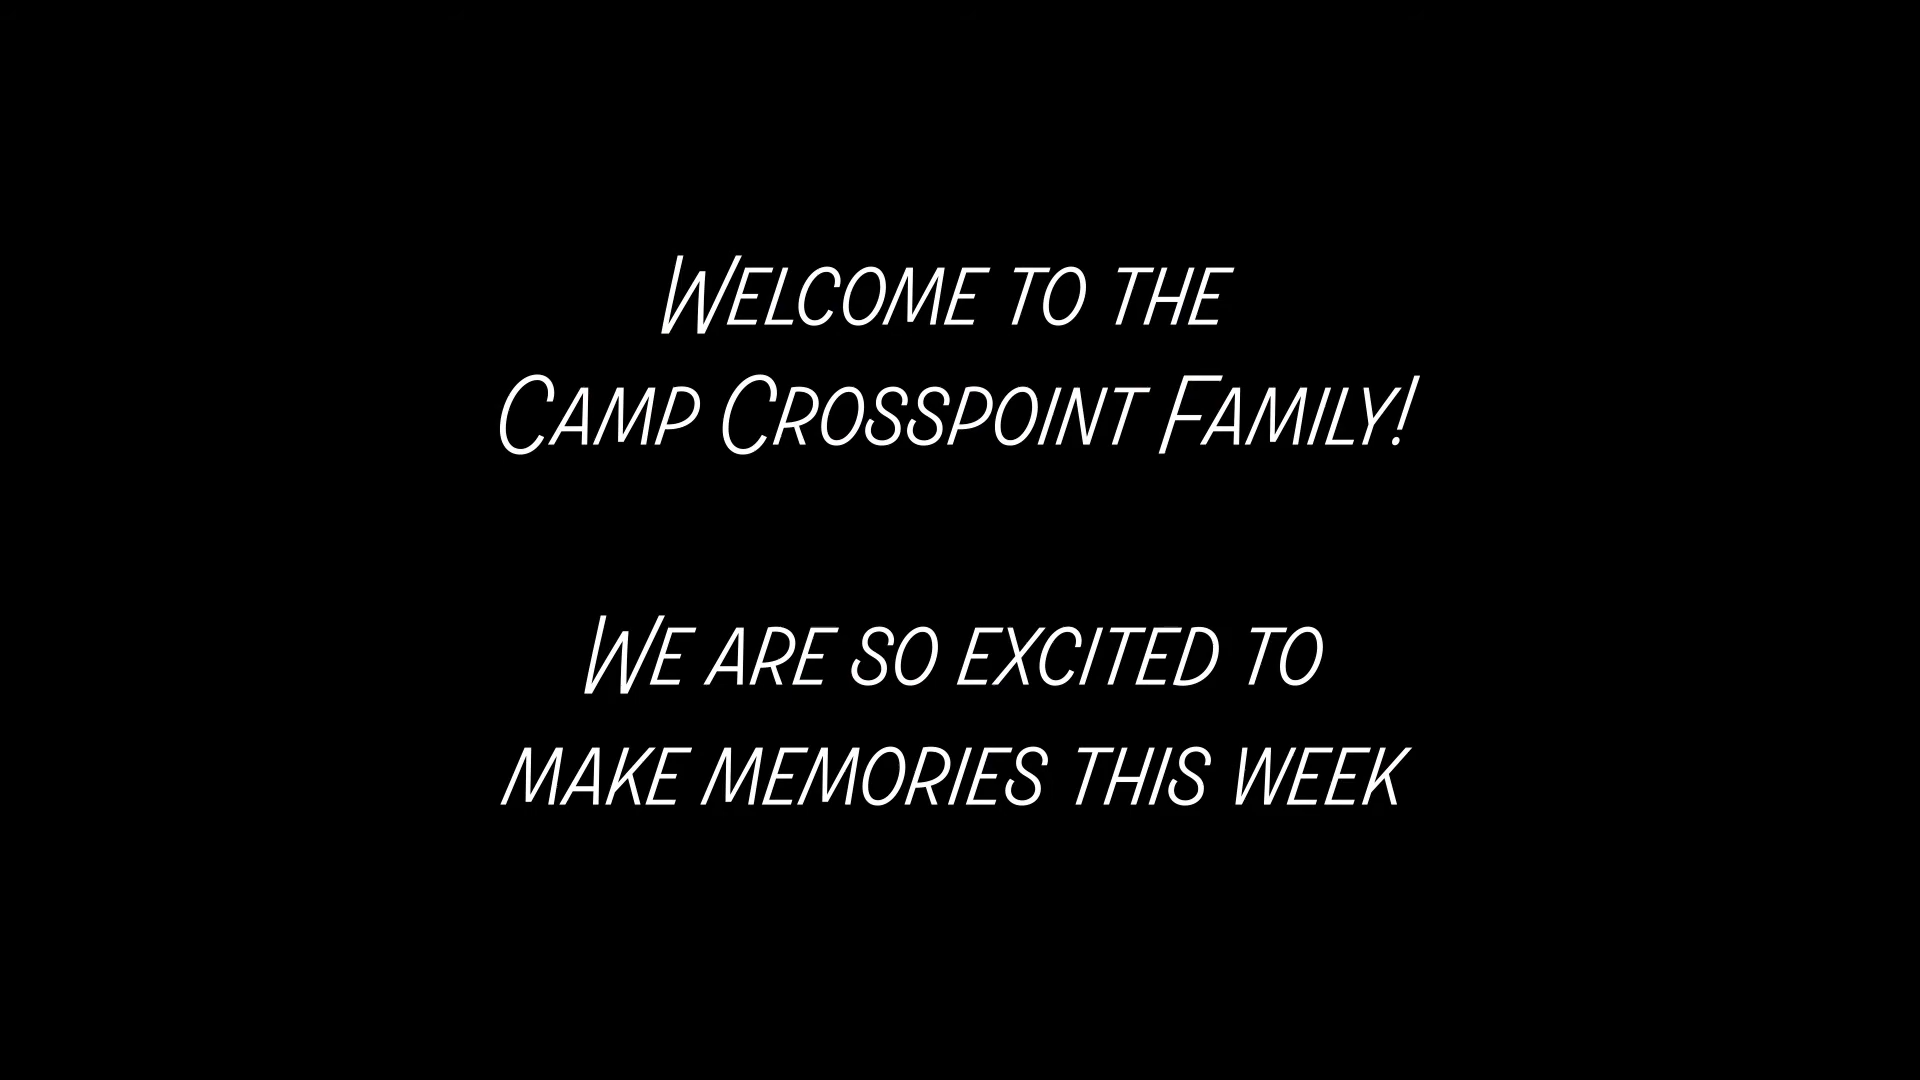 Welcome to the
Camp Crosspoint Family!
We are so excited to
make memories this week